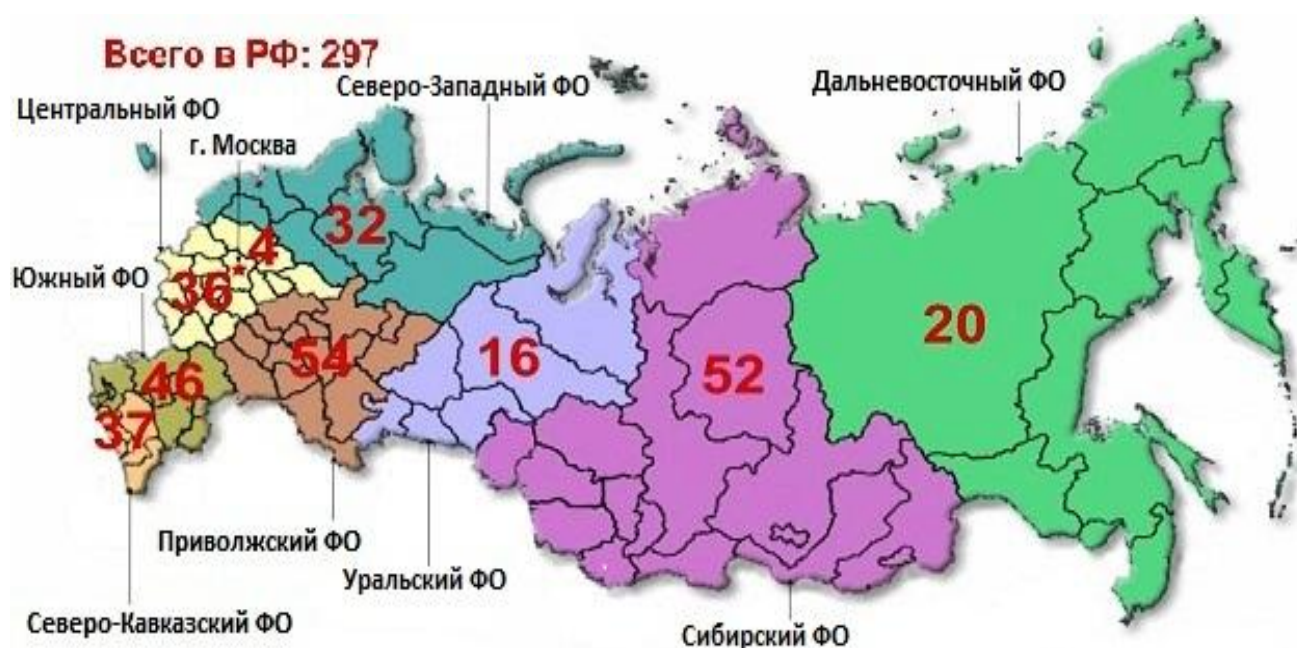 Всего в РФ: 297
Северо-Западный ФО
Дальневосточный ФО
Центральный ФО
г. Москва
32
4
Южный ФО
36
20
54
16
52
46
37
Приволжский ФО
Уральский ФО
Северо-Кавказский ФО
Сибирский ФО